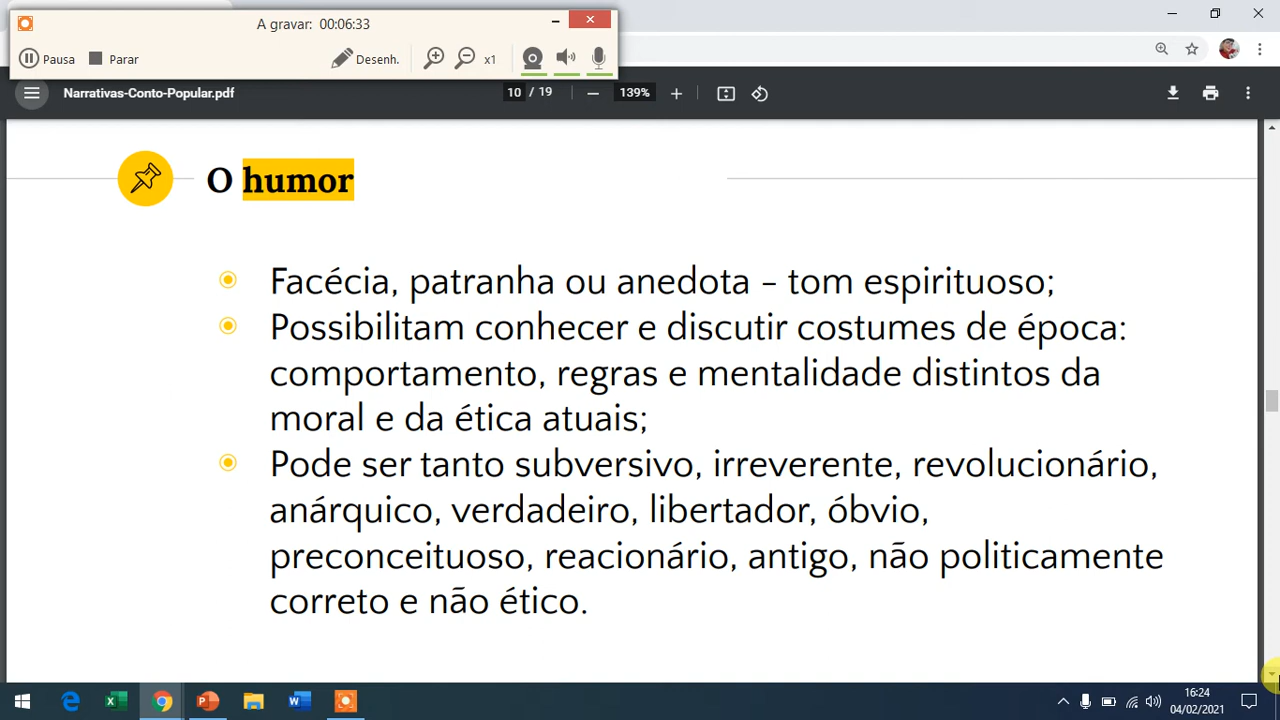 A gravar: 00:06:33
Pausa Parar Desenh. x1
Narrativas-Conto-Popular.pdf 10 / 19 139%
O humor
Facécia, patranha ou anedota – tom espirituoso;
Possibilitam conhecer e discutir costumes de época:
comportamento, regras e mentalidade distintos da
moral e da ética atuais;
Pode ser tanto subversivo, irreverente, revolucionário,
anárquico, verdadeiro, libertador, óbvio,
preconceituoso, reacionário, antigo, não politicamente
correto e não ético.
16:24
04/02/2021